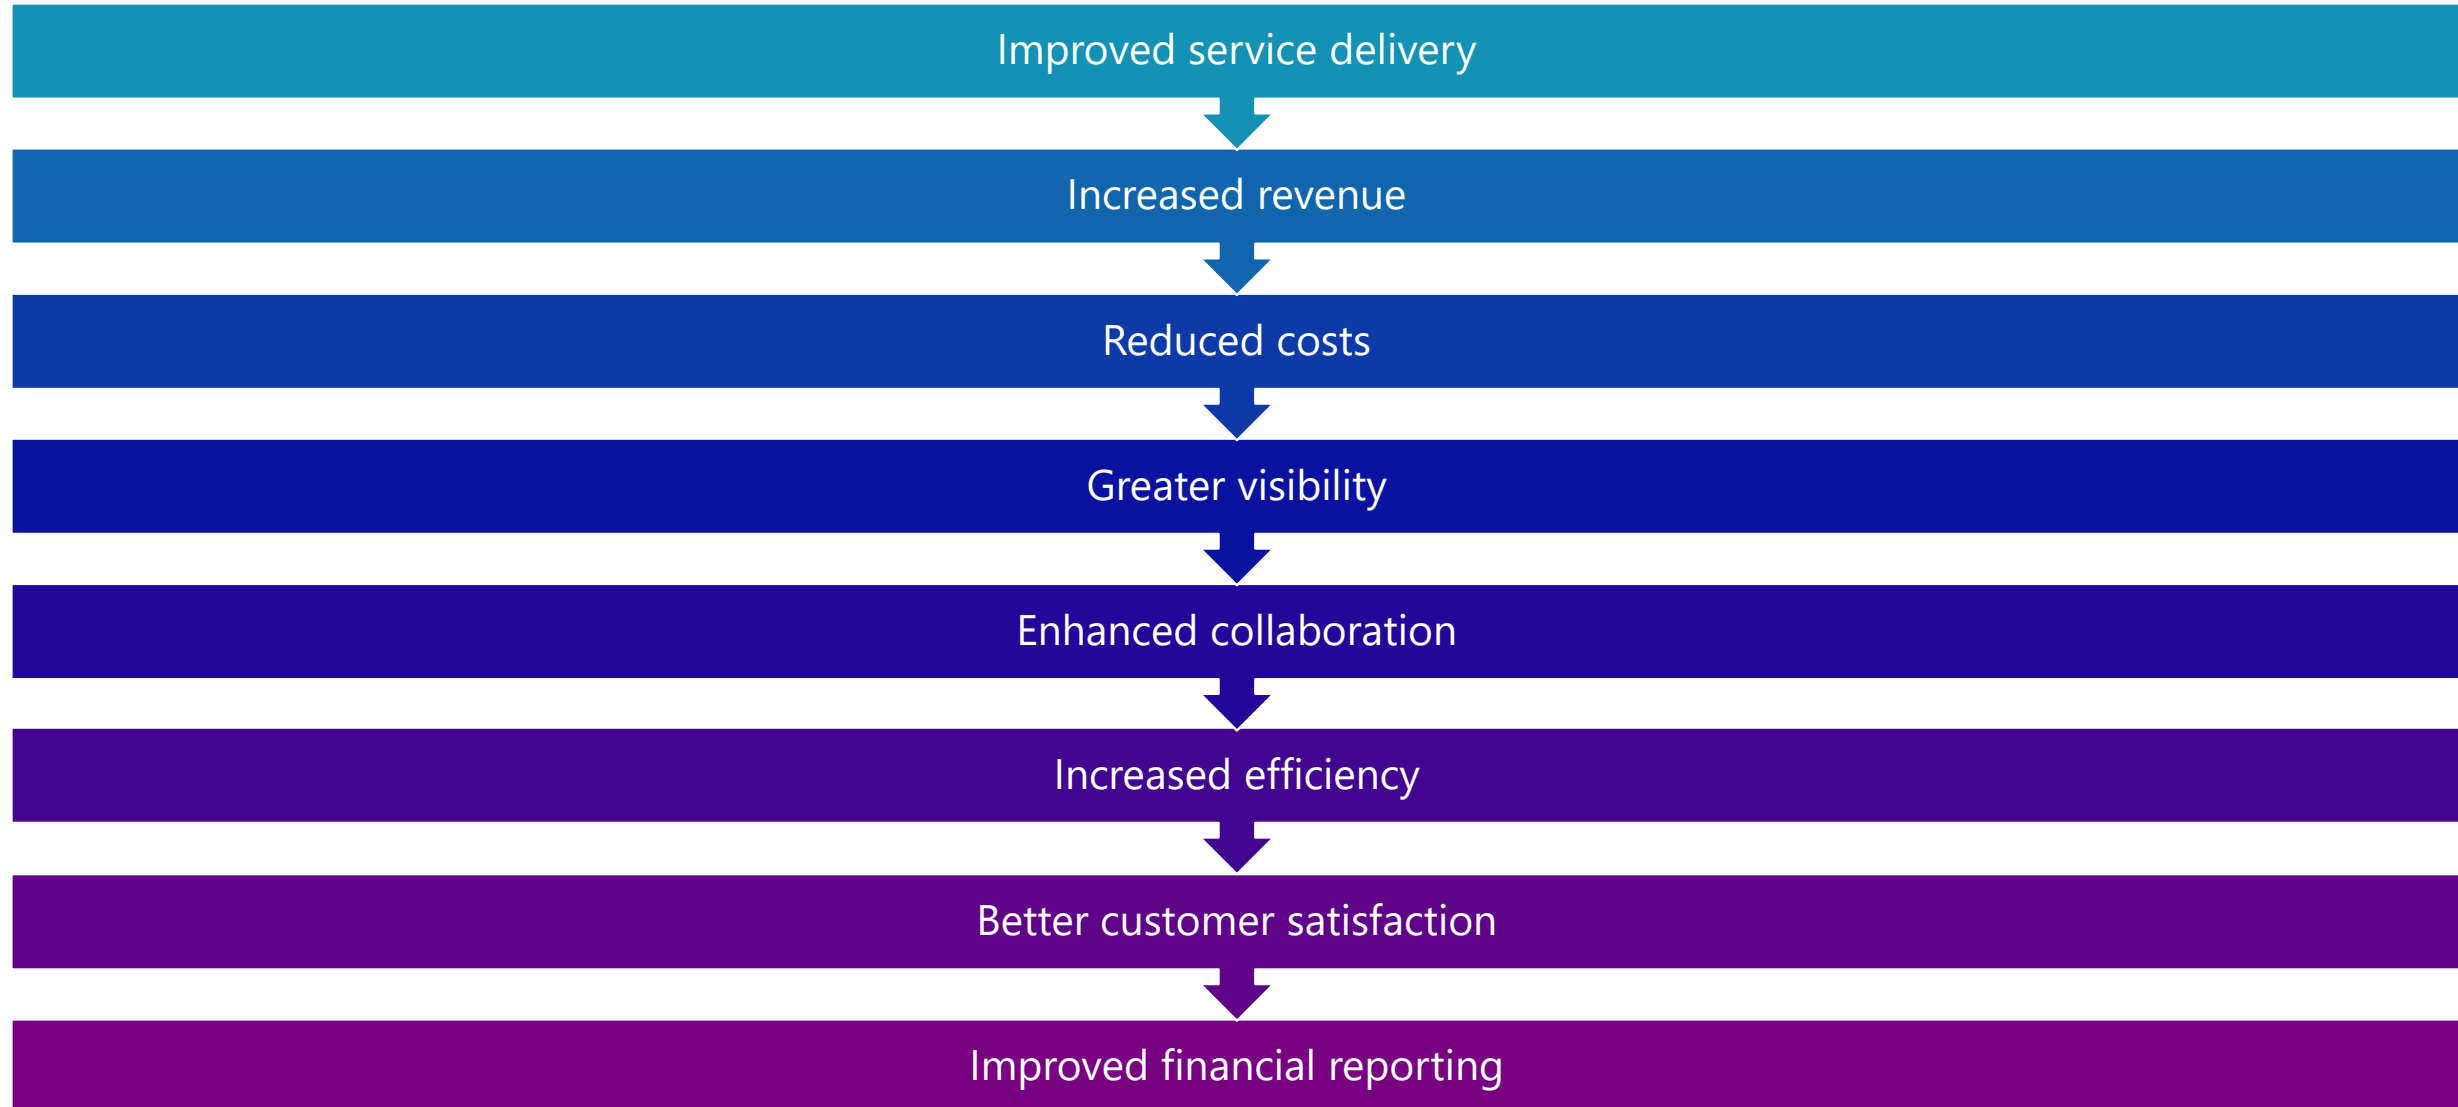 Improved service delivery
Increased revenue
Reduced costs
Greater visibility
Enhanced collaboration
Increased efficiency
Better customer satisfaction
Improved financial reporting